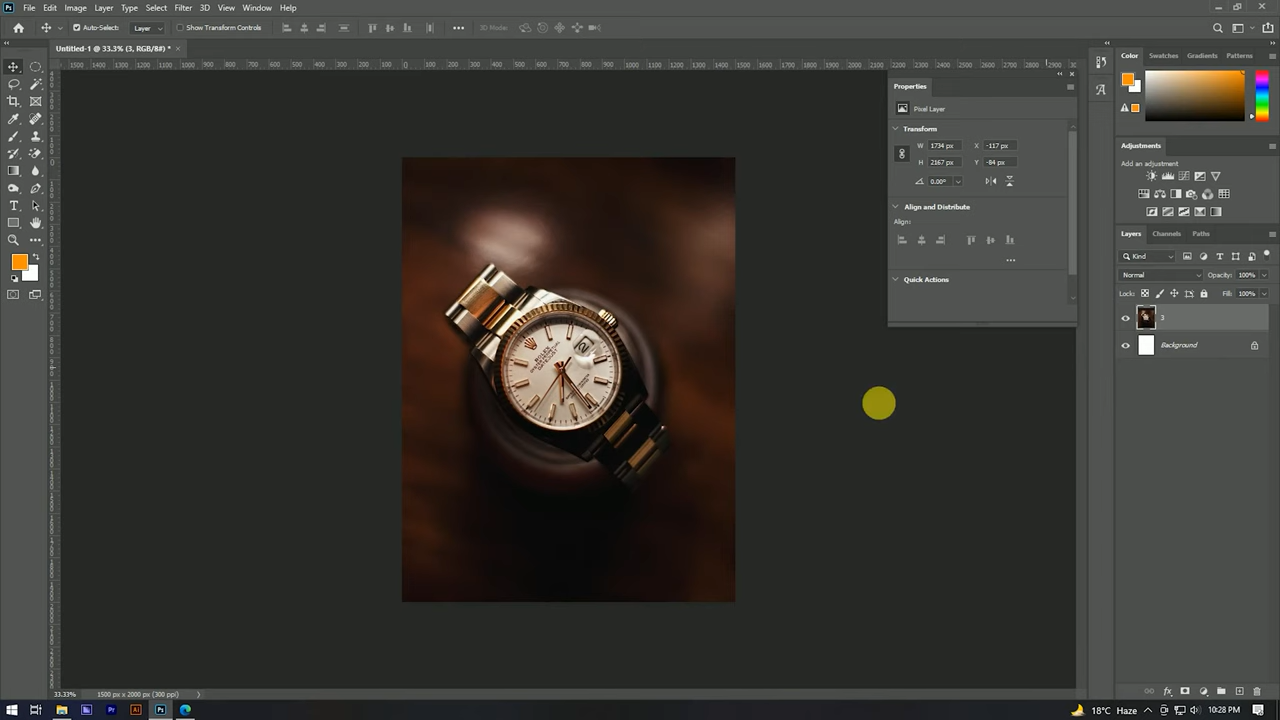 File Edit Image Layer Type Select Filter 3D View Window Help
Auto-Select: Layer Show Transform Controls 3D Mode:
Untitled-1 @ 33.3% (3, RGB/8#) *
Properties
Pixel Layer
Transform
W 1734 px X -117 px
H 2167 px Y -84 px
0.00°
Align and Distribute
Align:
Quick Actions
Color Swatches Gradients Patterns
Adjustments
Add an adjustment
Layers Channels Paths
Kind
Normal Opacity: 100%
Locks: Fill: 100%
3
Background
ROLEX
33.33% 1500 px x 2000 px (300 ppi)
18°C Haze 10:28 PM